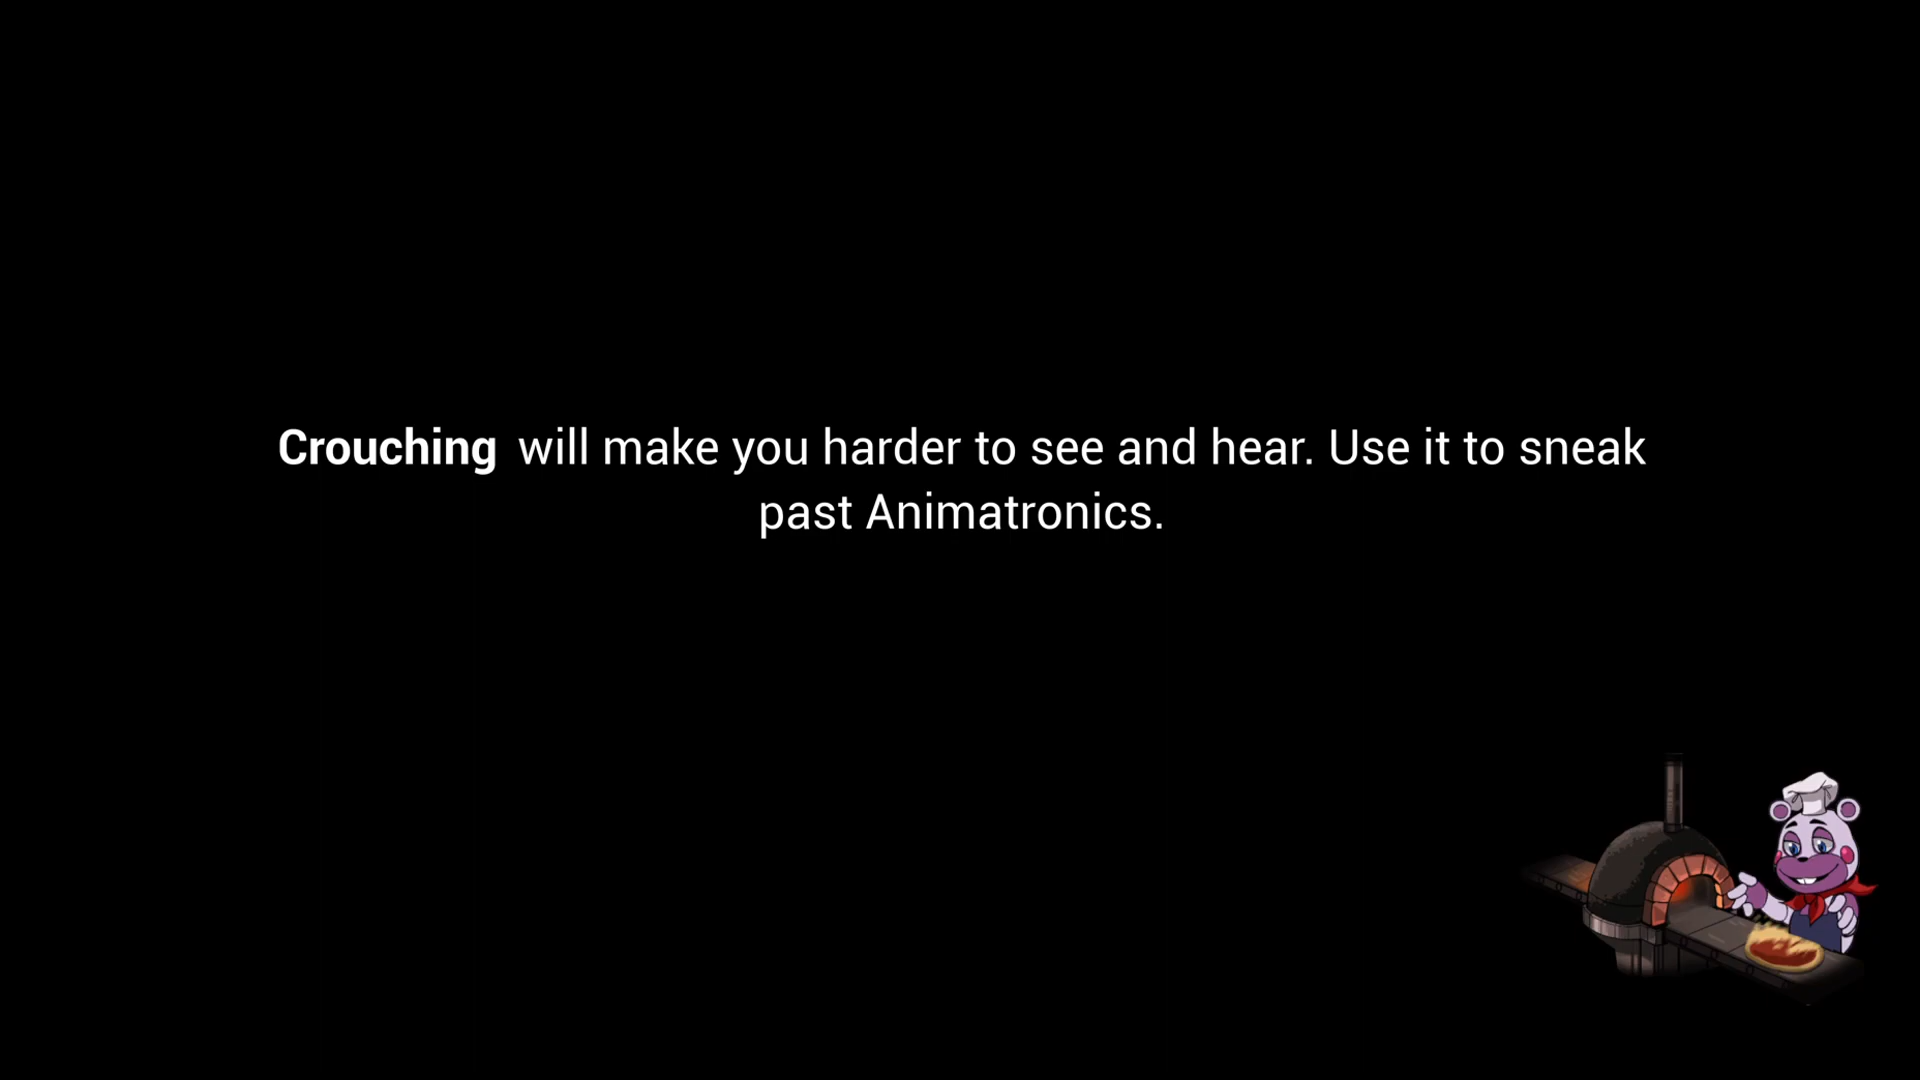 Crouching will make you harder to see and hear. Use it to sneak
past Animatronics.